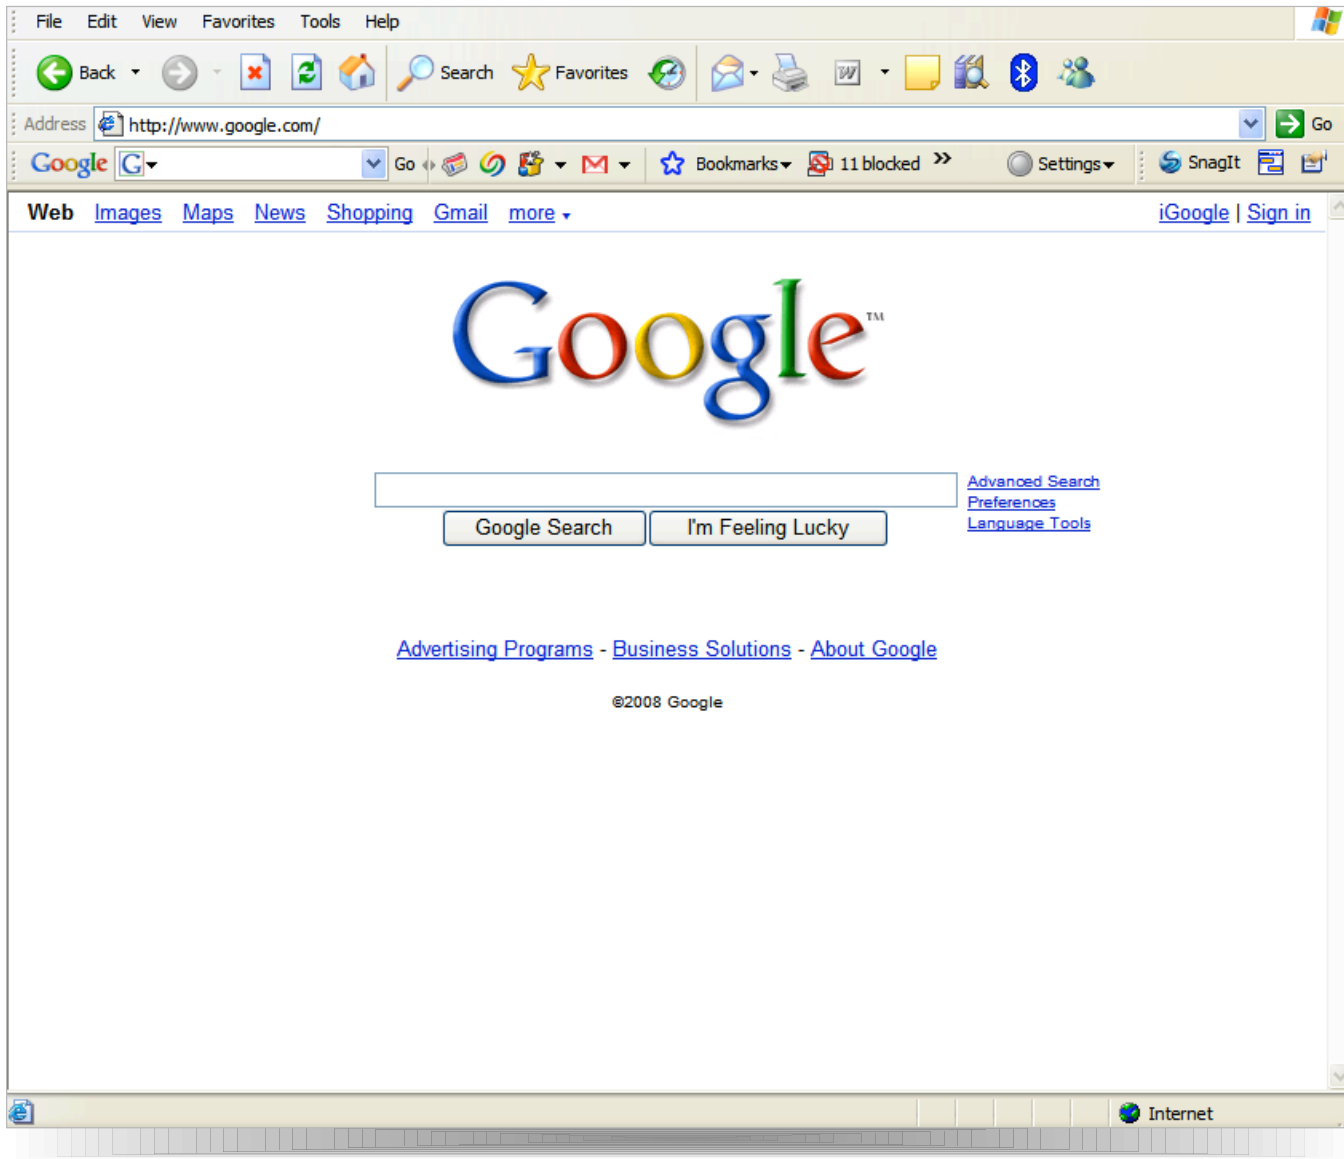 File Edit View Favorites Tools Help
Back Search Favorites W
Address http://www.google.com/ Go
Google G Go M Bookmarks 11 blocked » Settings SnagIt
Web Images Maps News Shopping Gmail more iGoogle | Sign in
Google™
Advanced Search
Preferences
Google Search I'm Feeling Lucky Language Tools
Advertising Programs - Business Solutions - About Google
©2008 Google
Internet